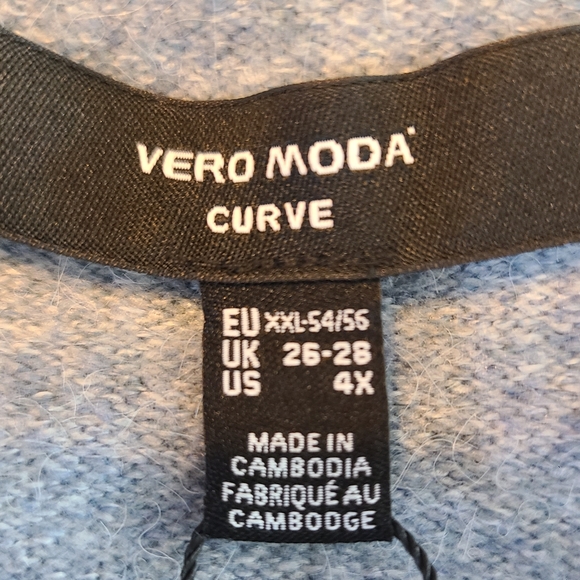 VERO MODA
CURVE
EU XXL-54/56
UK 26-28
US 4X
MADE IN
CAMBODIA
FABRIQUÉ AU
CAMBODGE